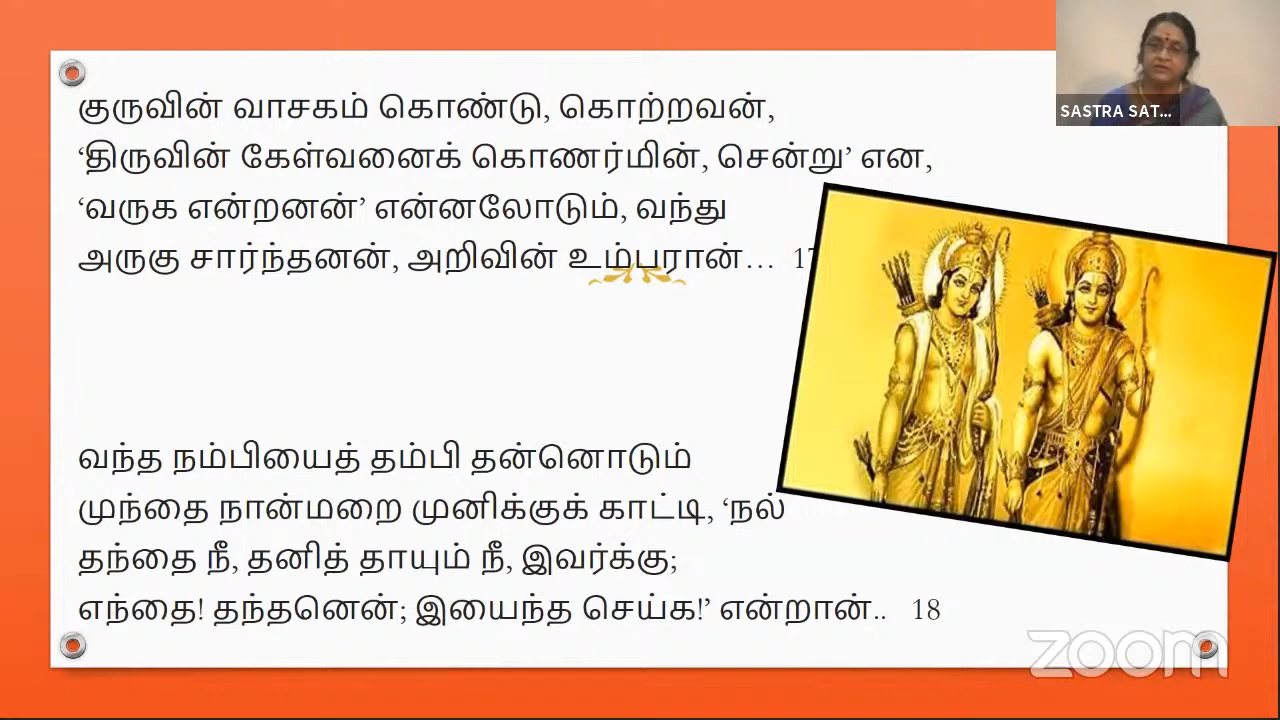 குருவின் வாசகம் கொண்டு, கொற்றவன்,
‘திருவின் கேள்வனைக் கொணர்மின், சென்று’ என,
‘வருக என்றனன்’ என்னலோடும், வந்து
அருகு சார்ந்தனன், அறிவின் உம்பரான்... 17
வந்த நம்பியைத் தம்பி தன்னொடும்
முந்தை நான்மறை முனிக்குக் காட்டி, ‘நல்
தந்தை நீ, தனித் தாயும் நீ, இவர்க்கு;
எந்தை! தந்தனென்; இயைந்த செய்க!’ என்றான்.. 18
SASTRA SAT...
zoom